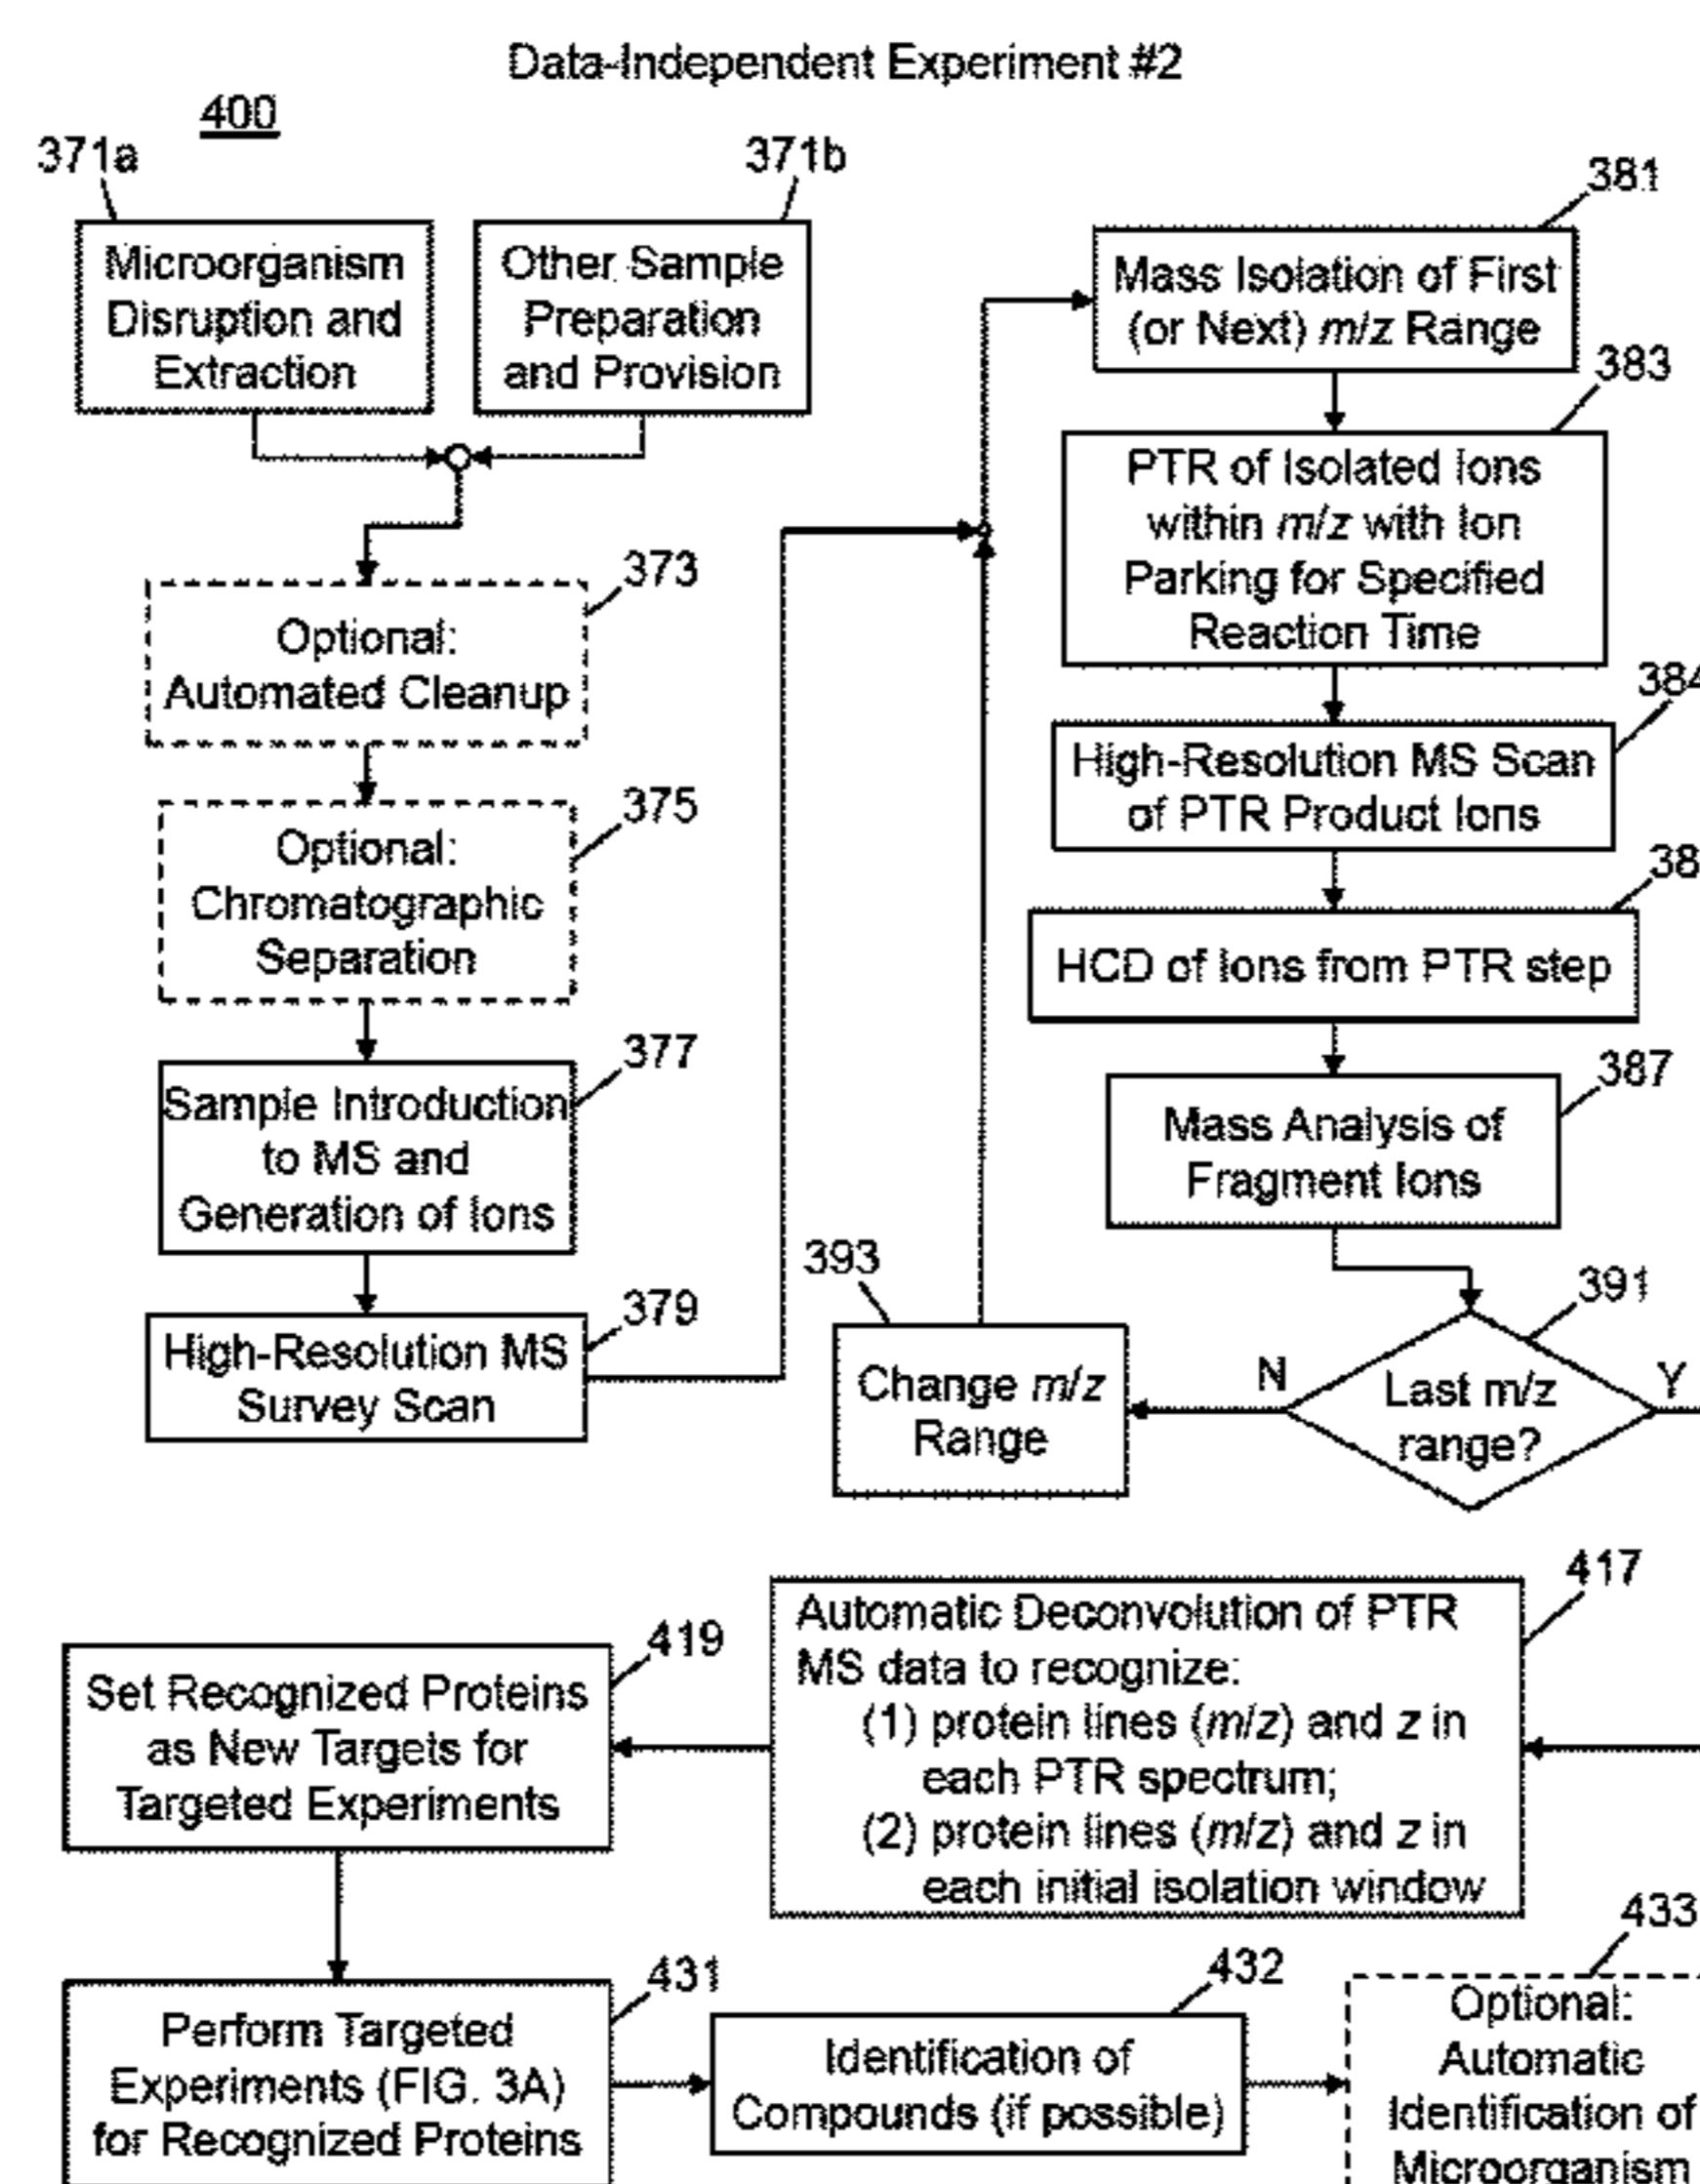 Data-Independent Experiment #2
400
371a
Microorganism
Disruption and
Extraction
371b
Other Sample
Preparation
and Provision
373
Optional:
Automated Cleanup
375
Optional:
Chromatographic
Separation
377
Sample Introduction
to MS and
Generation of Ions
379
High-Resolution MS
Survey Scan
381
Mass Isolation of First
(or Next) m/z Range
383
PTR of Isolated Ions
within m/z with Ion
Parking for Specified
Reaction Time
384
High-Resolution MS Scan
of PTR Product Ions
38
HCD of Ions from PTR step
387
Mass Analysis of
Fragment Ions
391
Last m/z
range?
N
Y
393
Change m/z
Range
417
Automatic Deconvolution of PTR
MS data to recognize:
(1) protein lines (m/z) and z in
each PTR spectrum;
(2) protein lines (m/z) and z in
each initial isolation window
419
Set Recognized Proteins
as New Targets for
Targeted Experiments
431
Perform Targeted
Experiments (FIG. 3A)
for Recognized Proteins
432
Identification of
Compounds (if possible)
433
Optional:
Automatic
Identification of
Microorganism